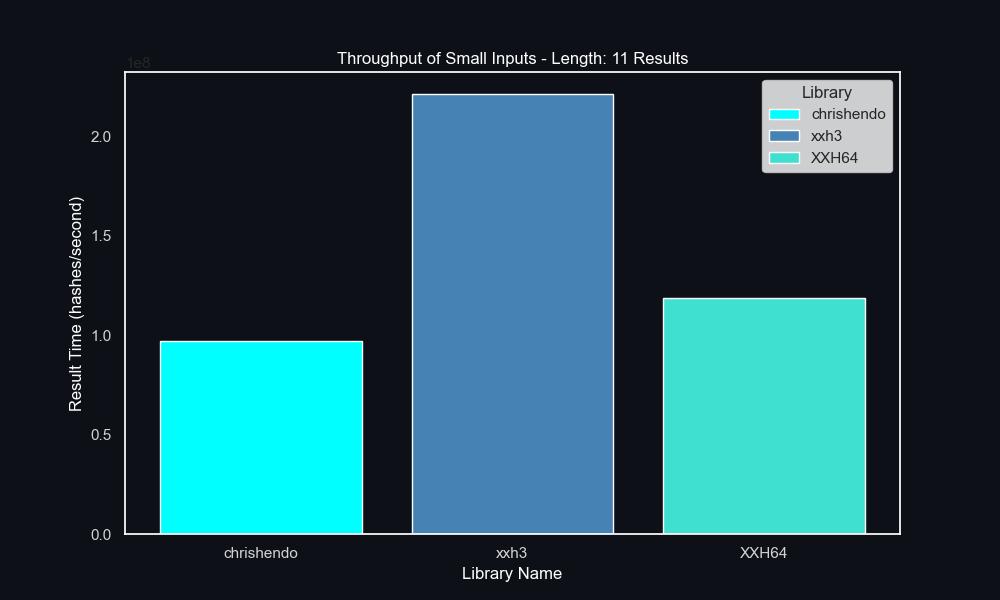 Throughput of Small Inputs - Length: 11 Results
1e8
Library
chrishendo
xxh3
XXH64
2.0
1.5
1.0
0.5
0.0
Result Time (hashes/second)
chrishendo
xxh3
XXH64
Library Name